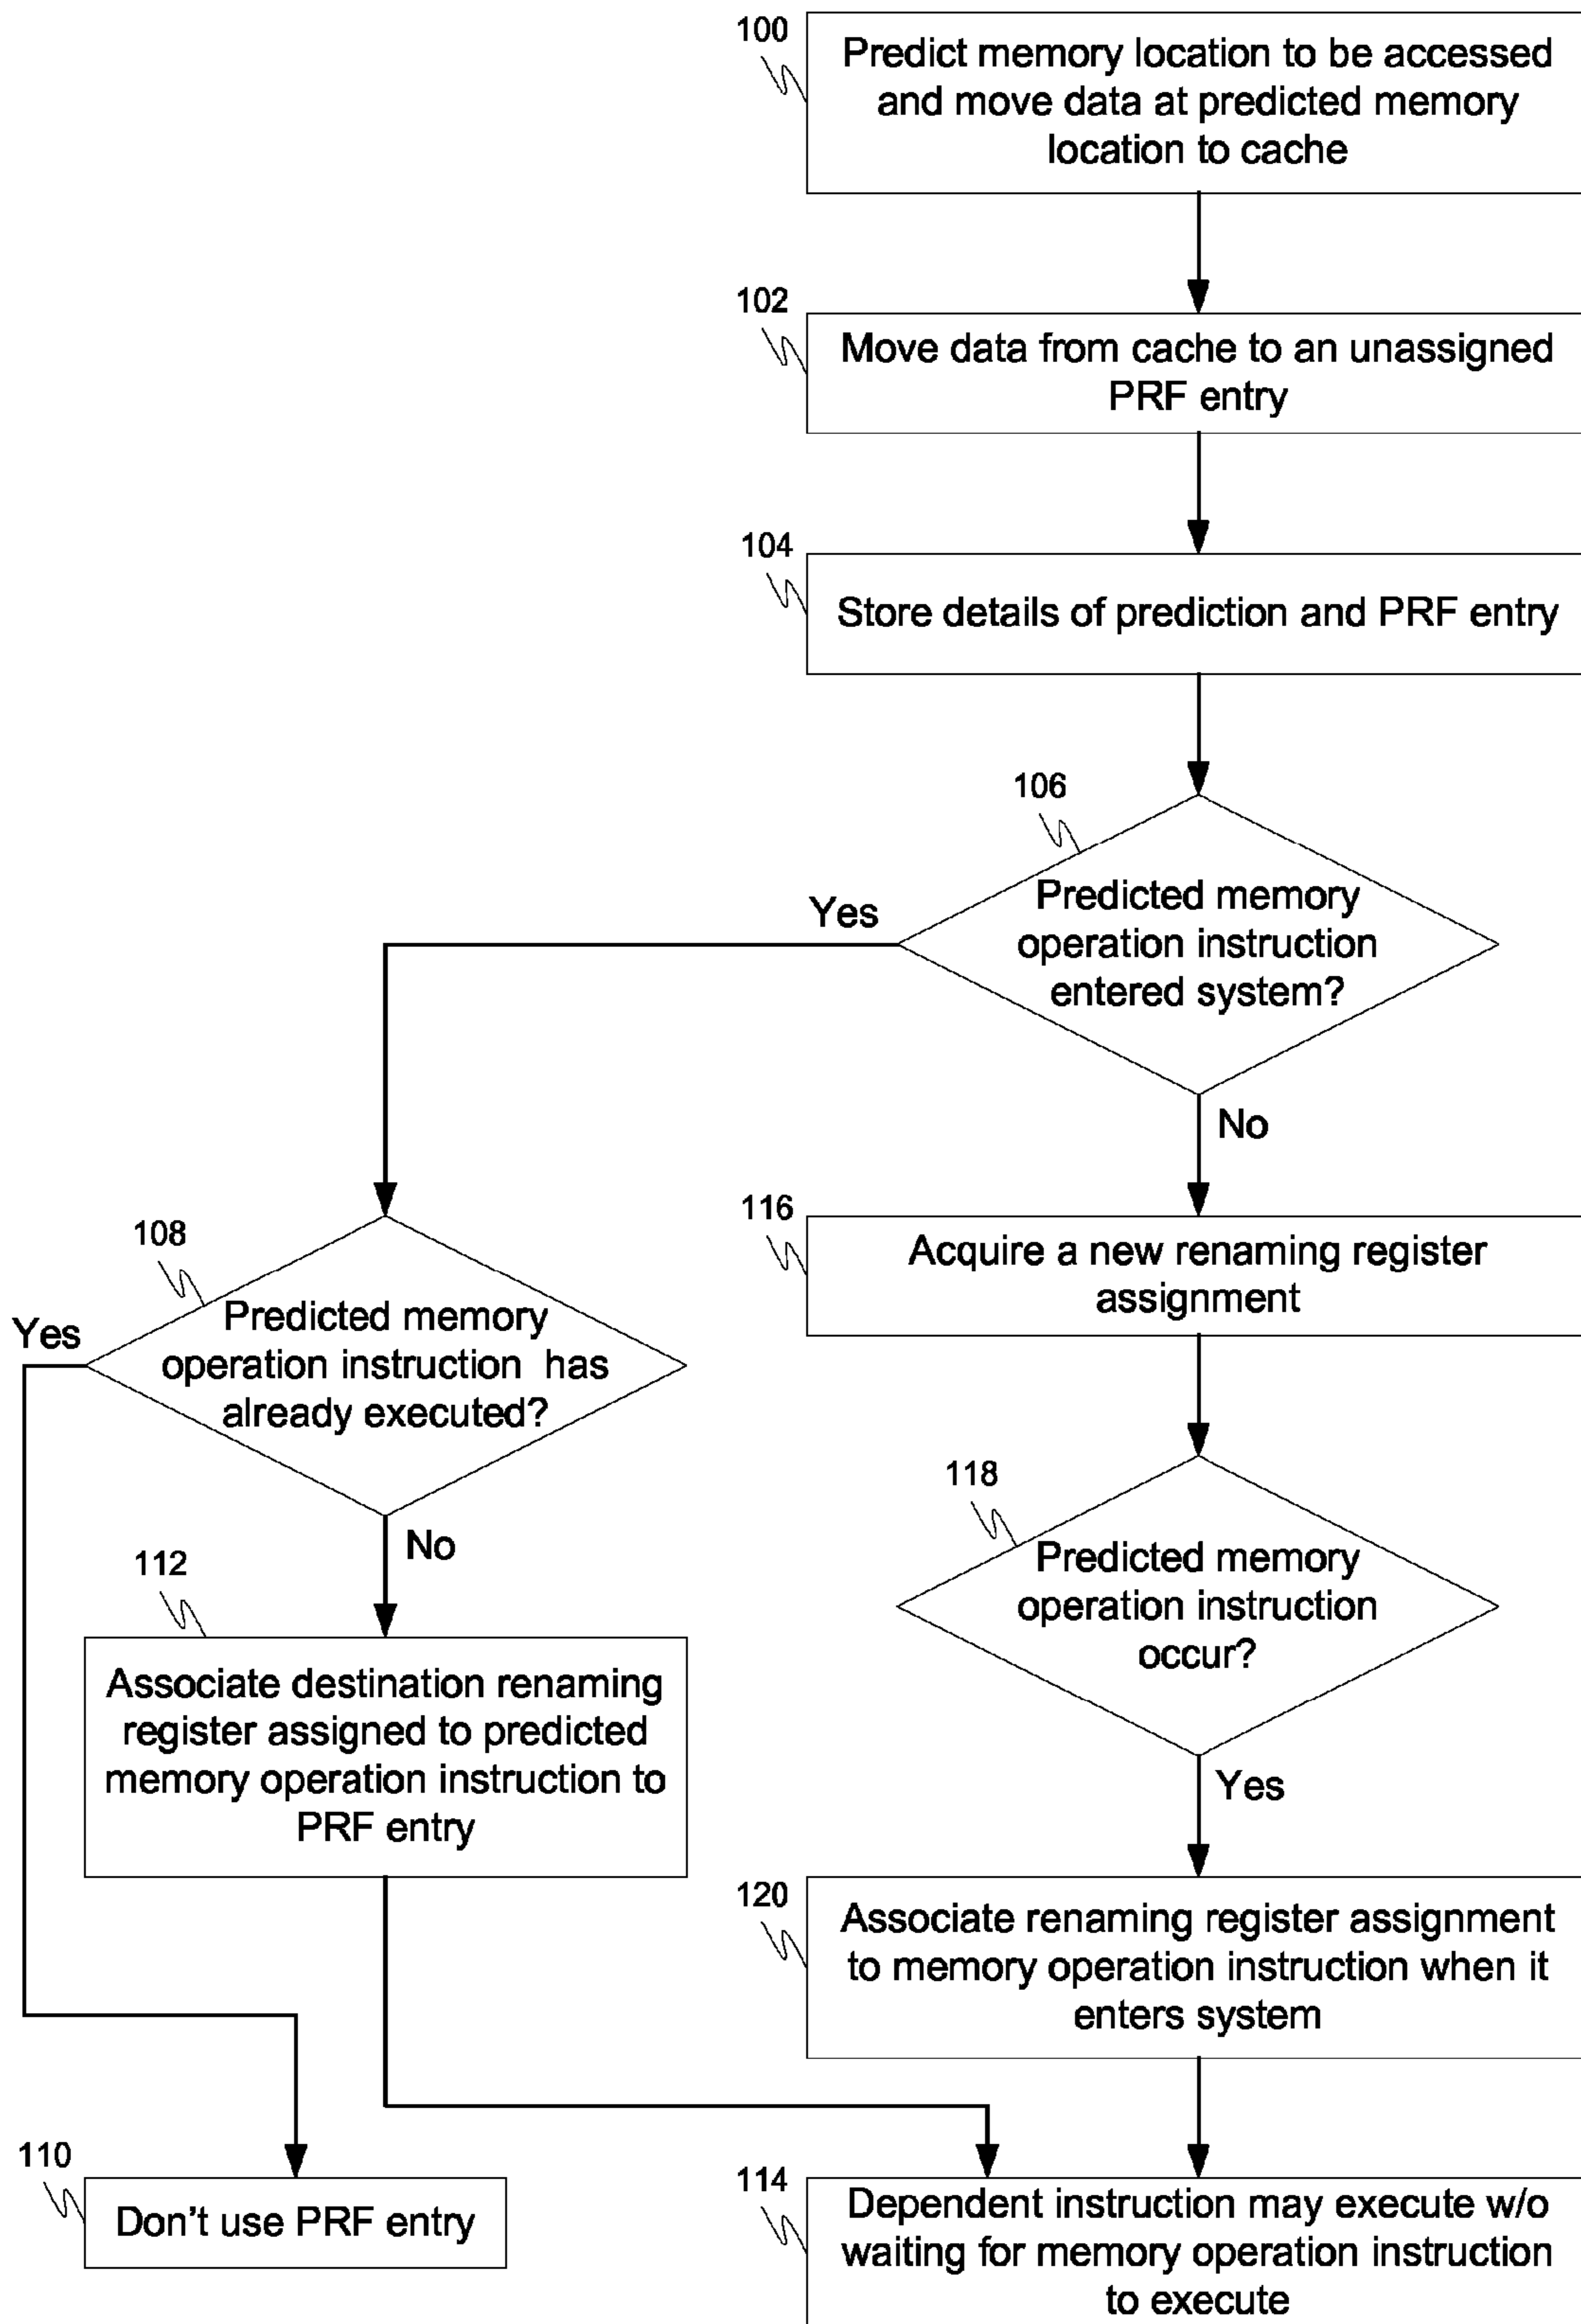 100
Predict memory location to be accessed
and move data at predicted memory
location to cache
102
Move data from cache to an unassigned
PRF entry
104
Store details of prediction and PRF entry
106
Predicted memory
operation instruction
entered system?
Yes
No
108
Predicted memory
operation instruction has
already executed?
Yes
No
116
Acquire a new renaming register
assignment
118
Predicted memory
operation instruction
occur?
Yes
112
Associate destination renaming
register assigned to predicted
memory operation instruction to
PRF entry
120
Associate renaming register assignment
to memory operation instruction when it
enters system
110
Don't use PRF entry
114
Dependent instruction may execute w/o
waiting for memory operation instruction
to execute